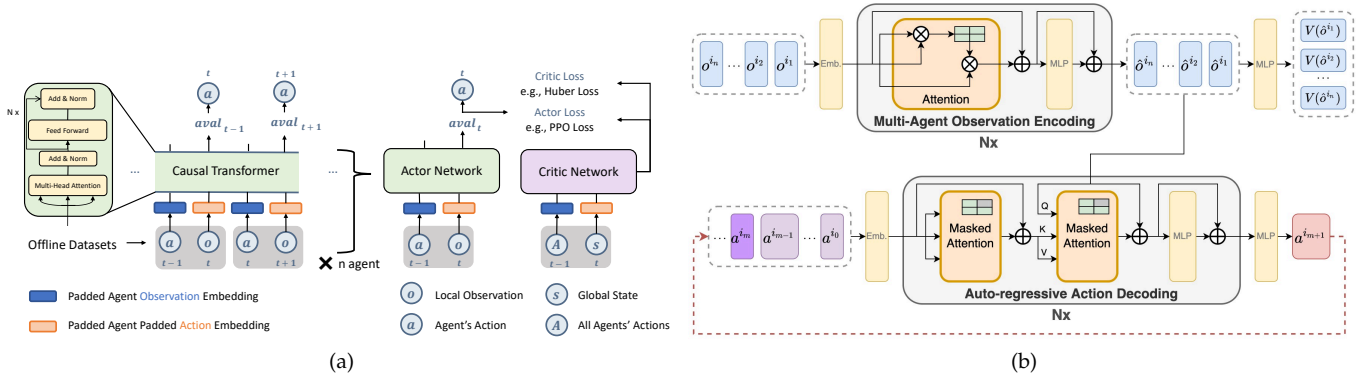 Add & Norm
N x
Feed Forward
Add & Norm
Multi-Head Attention
Offline Datasets
t
a
aval t−1
t+1
a
aval t+1
...
Causal Transformer
...
a
t−1
o
t
a
t
o
t+1
× n agent
t
a
aval t
Critic Loss
e.g., Huber Loss
Actor Loss
e.g., PPO Loss
Actor Network
Critic Network
a
t−1
o
t
A
t−1
s
t
Padded Agent Observation Embedding
Padded Agent Padded Action Embedding
o Local Observation
a Agent's Action
s Global State
A All Agents' Actions
(a)
o^{i_n} ... o^{i_2} o^{i_1}
Emb.
Attention
MLP
Multi-Agent Observation Encoding
Nx
ô^{i_n} ... ô^{i_2} ô^{i_1}
MLP
V(ô^{i_1})
V(ô^{i_2})
...
V(ô^{i_n})
... a^{i_m} a^{i_{m−1}} ... a^{i_0}
Emb.
Masked
Attention
Q
K
V
Masked
Attention
MLP
MLP
a^{i_{m+1}}
Auto-regressive Action Decoding
Nx
(b)